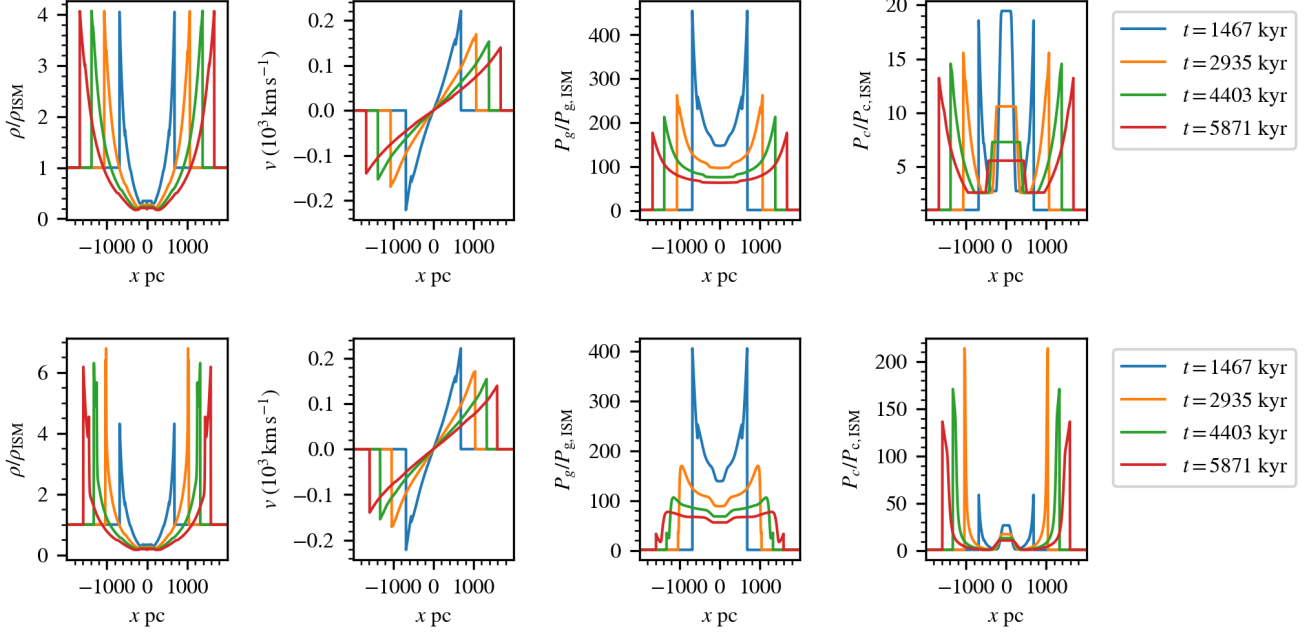 4
3
2
1
0
ρ/ρISM
−1000 0 1000
x pc
0.2
0.1
0.0
−0.1
−0.2
v (10³ km s⁻¹)
−1000 0 1000
x pc
400
300
200
100
0
Pg/Pg,ISM
−1000 0 1000
x pc
20
15
10
5
Pc/Pc,ISM
−1000 0 1000
x pc
t = 1467 kyr
t = 2935 kyr
t = 4403 kyr
t = 5871 kyr
6
4
2
0
ρ/ρISM
−1000 0 1000
x pc
0.2
0.1
0.0
−0.1
−0.2
v (10³ km s⁻¹)
−1000 0 1000
x pc
400
300
200
100
0
Pg/Pg,ISM
−1000 0 1000
x pc
200
150
100
50
0
Pc/Pc,ISM
−1000 0 1000
x pc
t = 1467 kyr
t = 2935 kyr
t = 4403 kyr
t = 5871 kyr